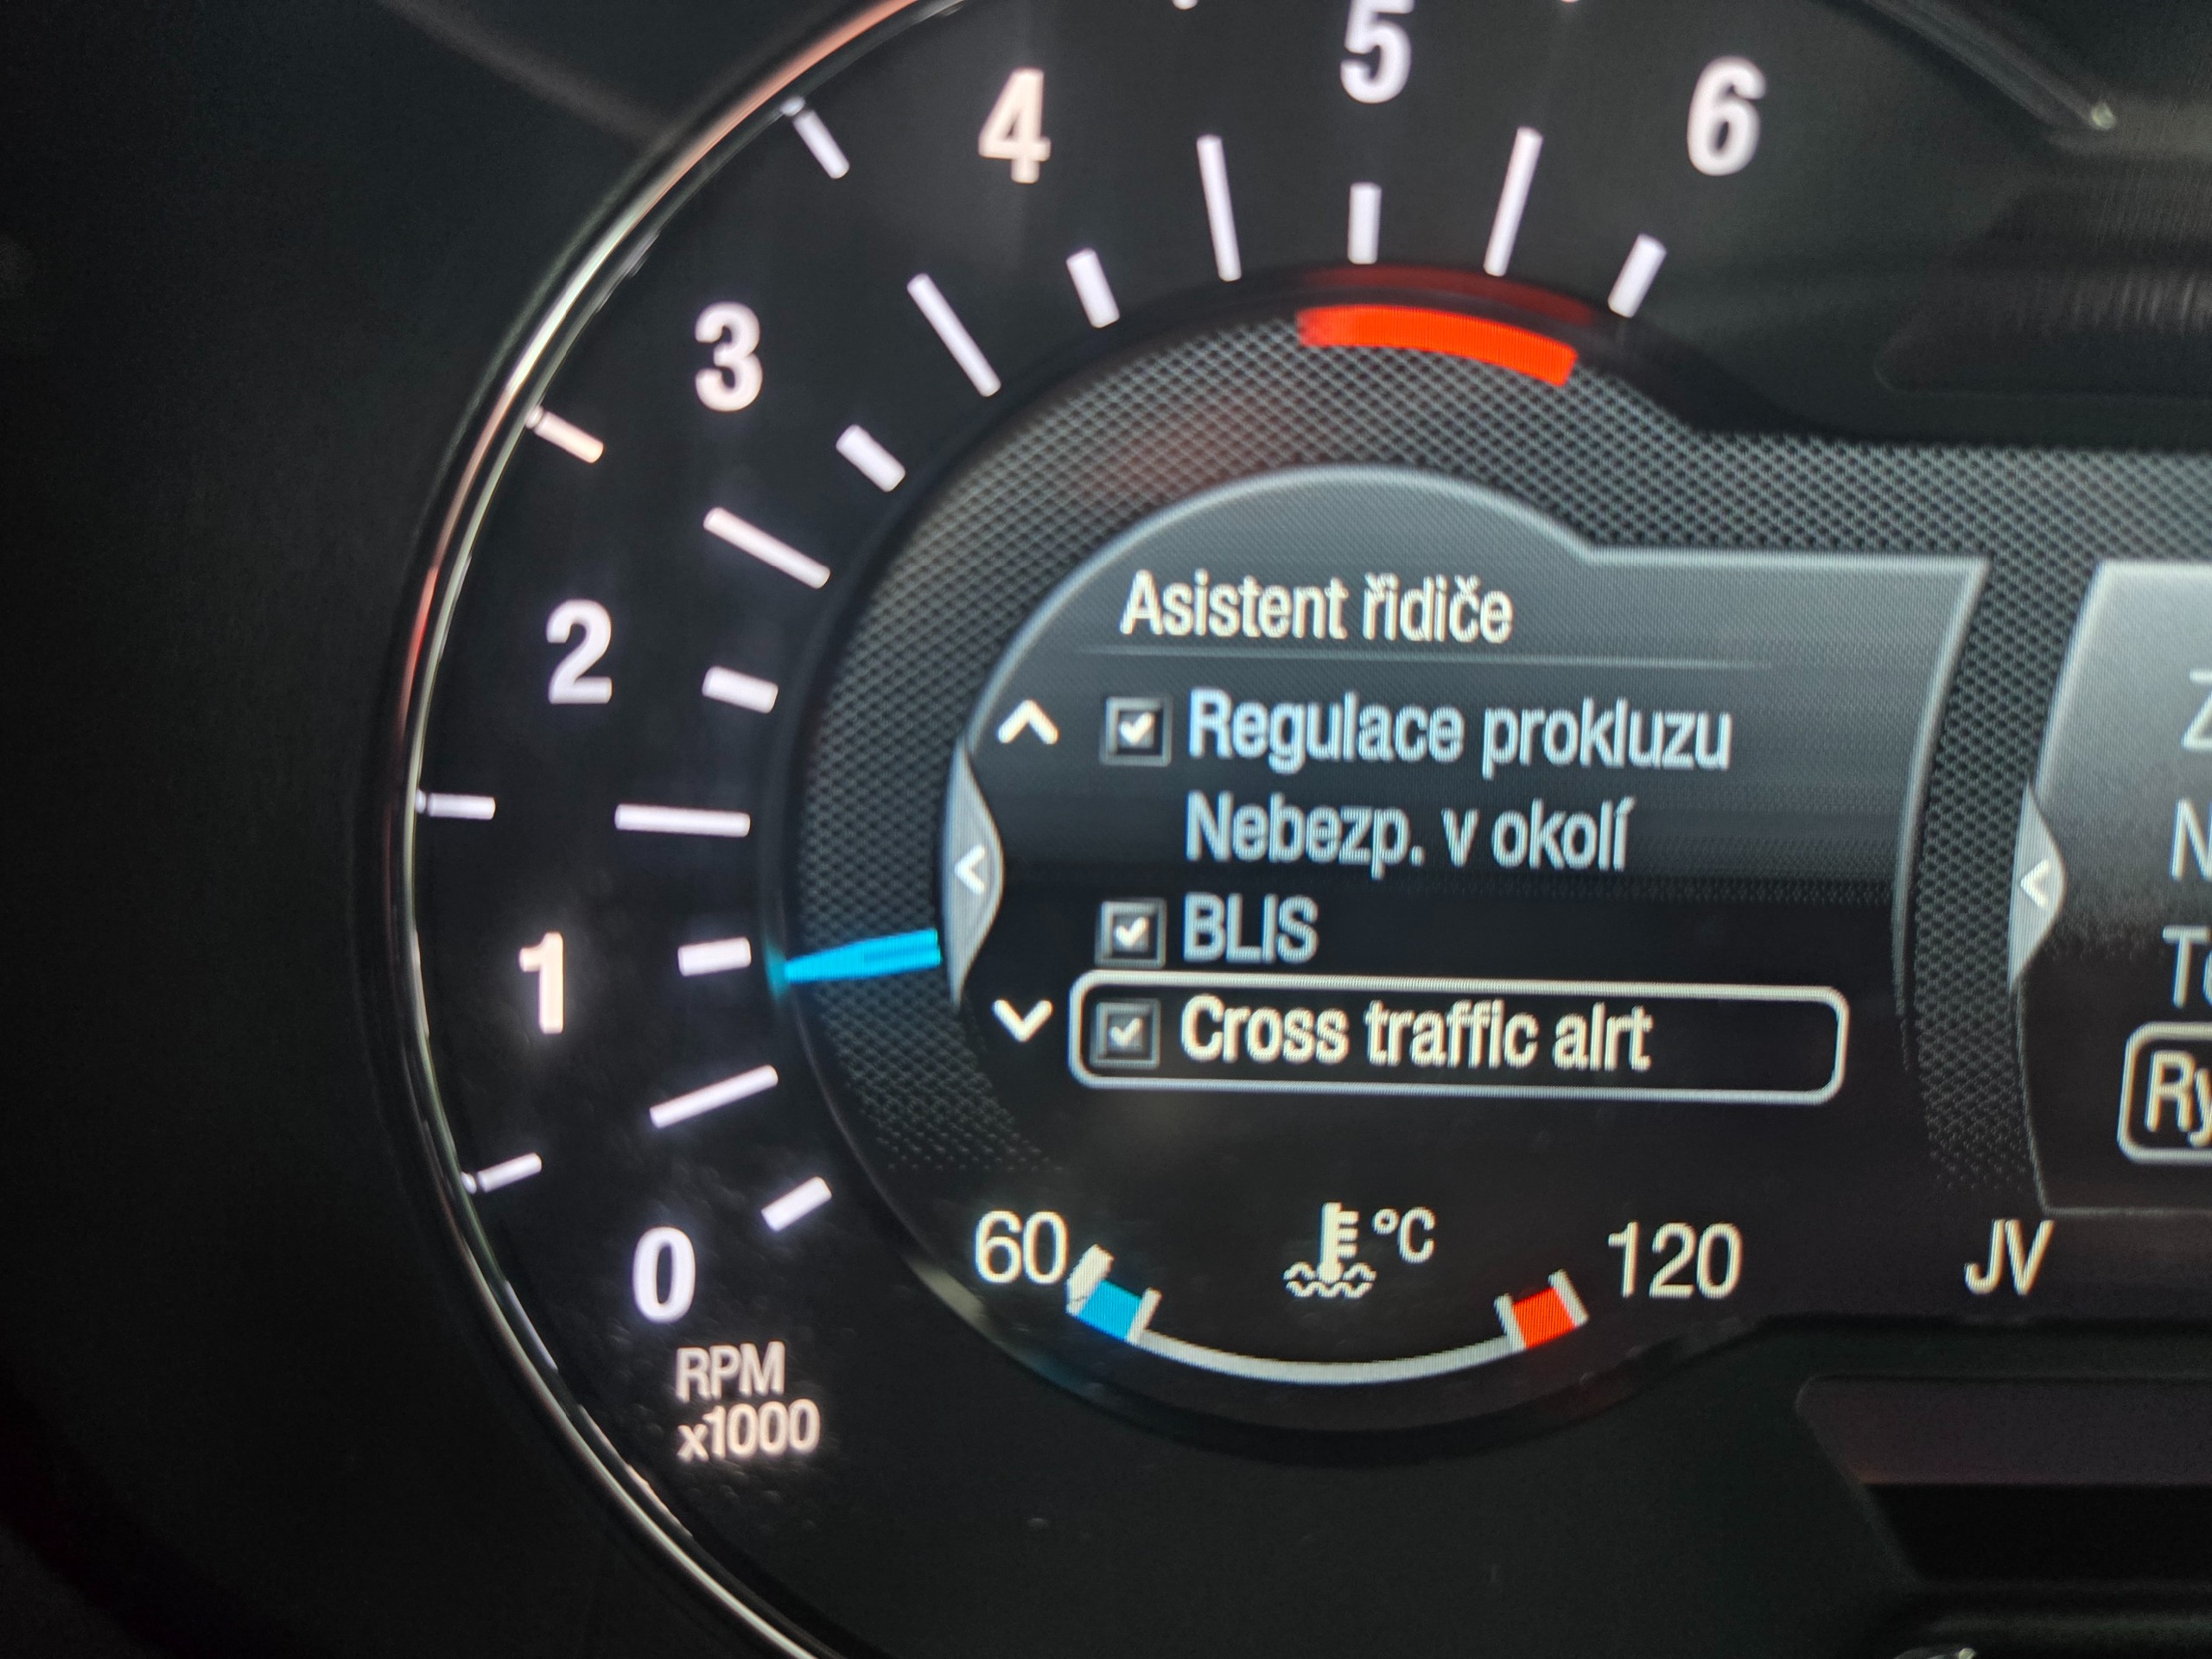 5
4
6
3
2
1
0
RPM
x1000
Asistent řidiče
Regulace prokluzu
Nebezp. v okolí
BLIS
Cross traffic alrt
60
°C
120
JV
Ry